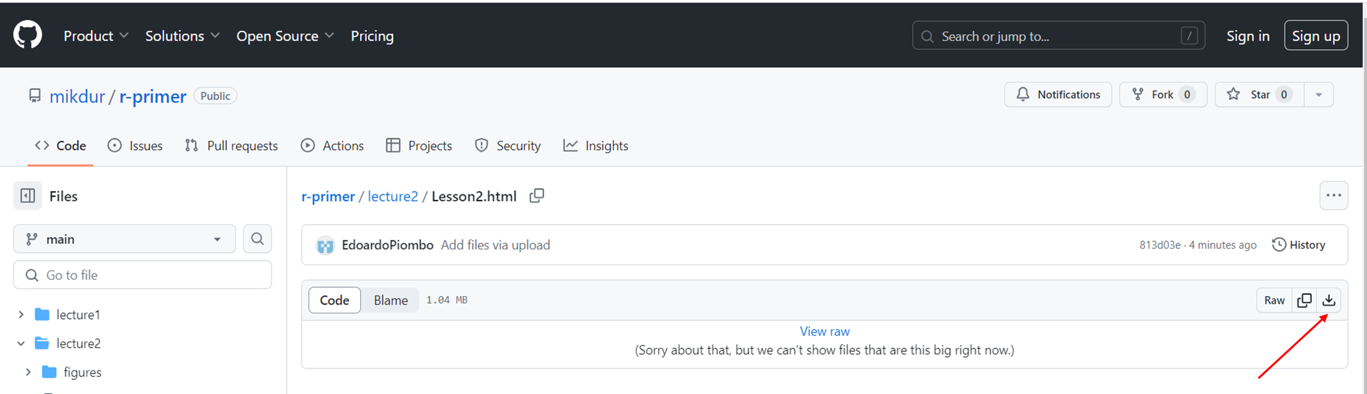 Product Solutions Open Source Pricing Search or jump to... / Sign in Sign up
mikdur / r-primer Public Notifications Fork 0 Star 0
Code Issues Pull requests Actions Projects Security Insights
Files
main
Go to file
lecture1
lecture2
figures
r-primer / lecture2 / Lesson2.html
EdoardoPiombo Add files via upload 813d03e · 4 minutes ago History
Code Blame 1.04 MB Raw
View raw
(Sorry about that, but we can't show files that are this big right now.)